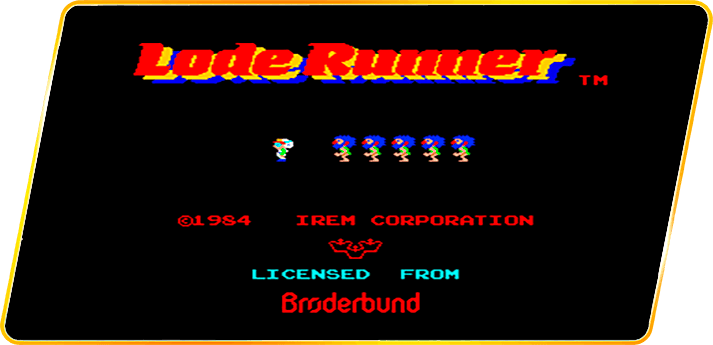 Lode Runner TM
©1984 IREM CORPORATION
LICENSED FROM
Brøderbund